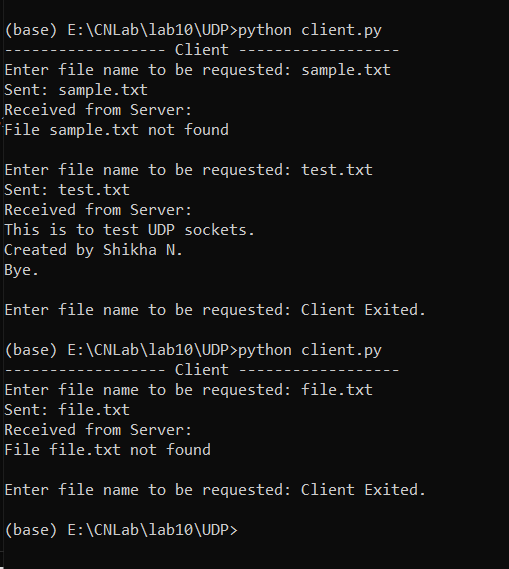 (base) E:\CNLab\lab10\UDP>python client.py
------------------ Client ------------------
Enter file name to be requested: sample.txt
Sent: sample.txt
Received from Server:
File sample.txt not found
Enter file name to be requested: test.txt
Sent: test.txt
Received from Server:
This is to test UDP sockets.
Created by Shikha N.
Bye.
Enter file name to be requested: Client Exited.
(base) E:\CNLab\lab10\UDP>python client.py
------------------ Client ------------------
Enter file name to be requested: file.txt
Sent: file.txt
Received from Server:
File file.txt not found
Enter file name to be requested: Client Exited.
(base) E:\CNLab\lab10\UDP>